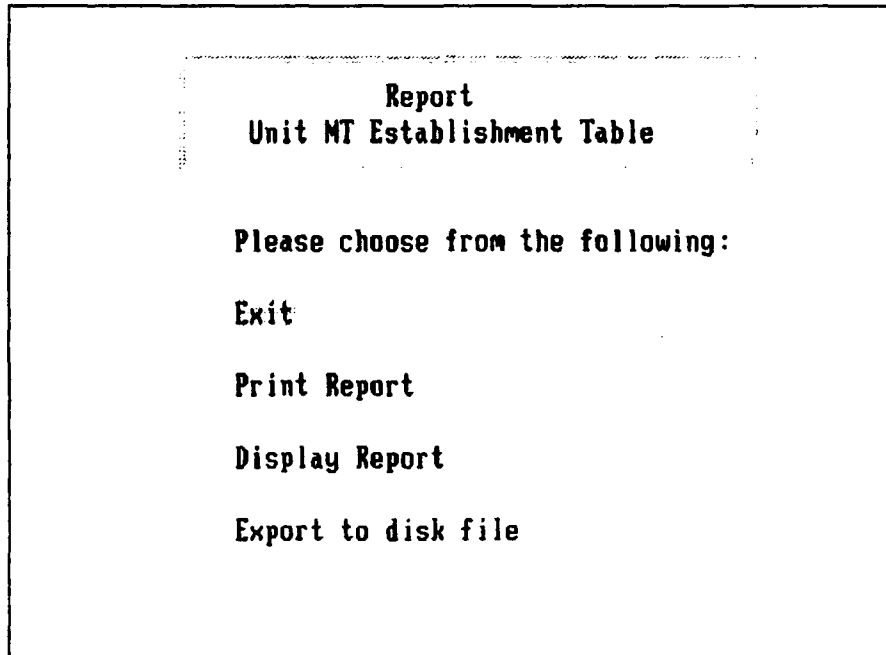 Report
Unit MT Establishment Table
Please choose from the following:
Exit
Print Report
Display Report
Export to disk file